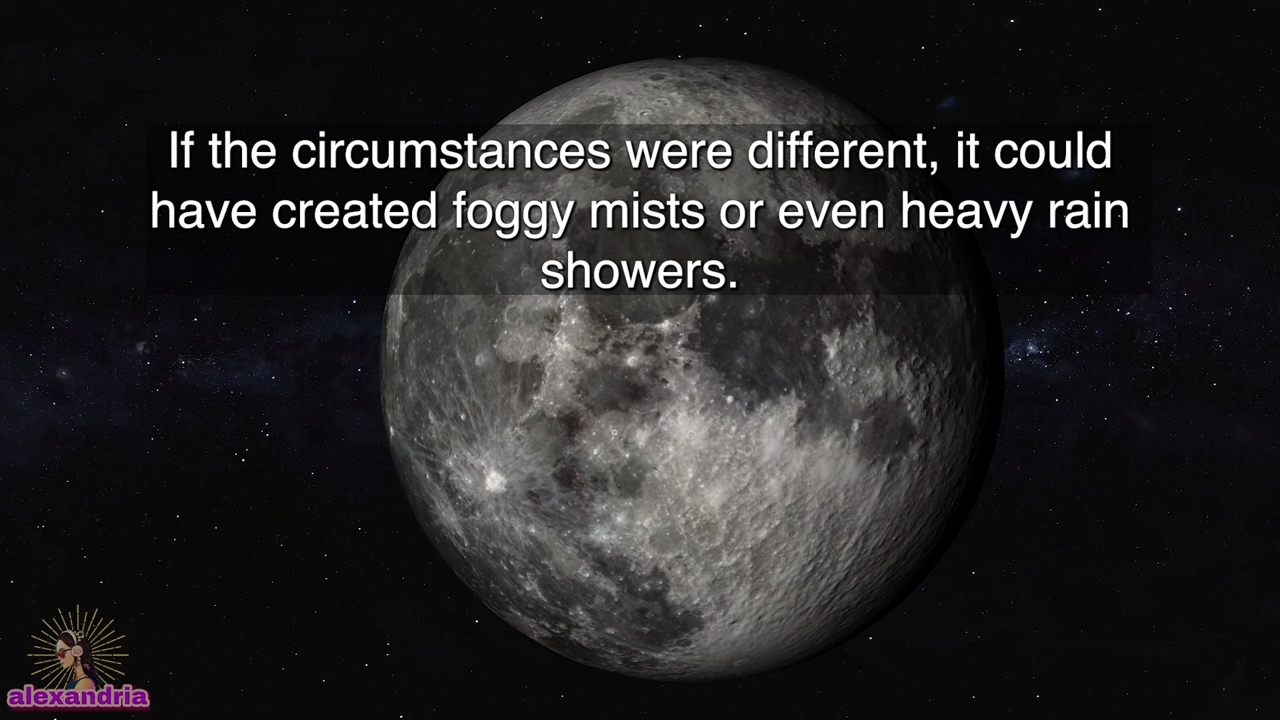 If the circumstances were different, it could
have created foggy mists or even heavy rain
showers.
alexandria